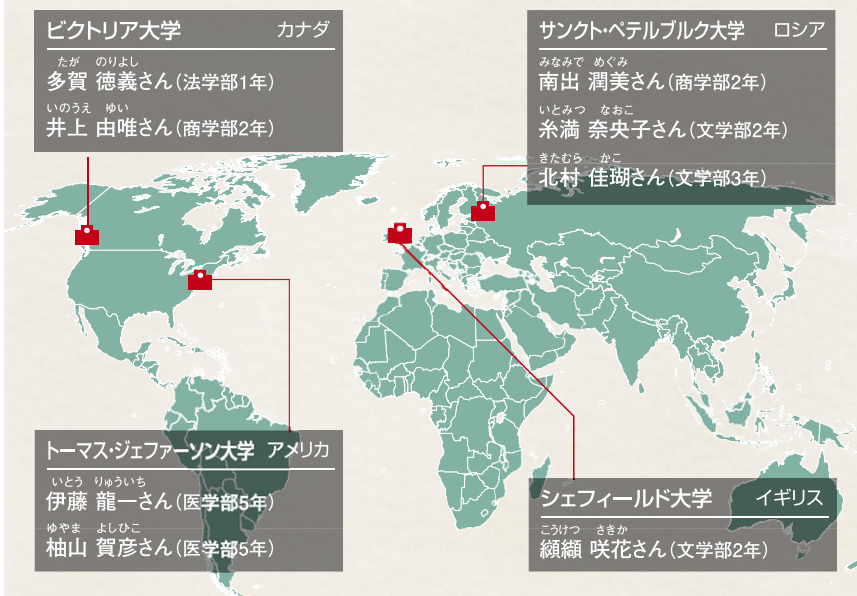 ビクトリア大学 カナダ
たが のりよし
多賀 徳義さん（法学部1年）
いのうえ ゆい
井上 由唯さん（商学部2年）
サンクト・ペテルブルク大学 ロシア
みなみで めぐみ
南出 潤美さん（商学部2年）
いとみつ なおこ
糸満 奈央子さん（文学部2年）
きたむら かこ
北村 佳瑚さん（文学部3年）
トーマス・ジェファーソン大学 アメリカ
いとう りゅういち
伊藤 龍一さん（医学部5年）
ゆやま よしひこ
柚山 賀彦さん（医学部5年）
シェフィールド大学 イギリス
こうけつ さきか
纐纈 咲花さん（文学部2年）